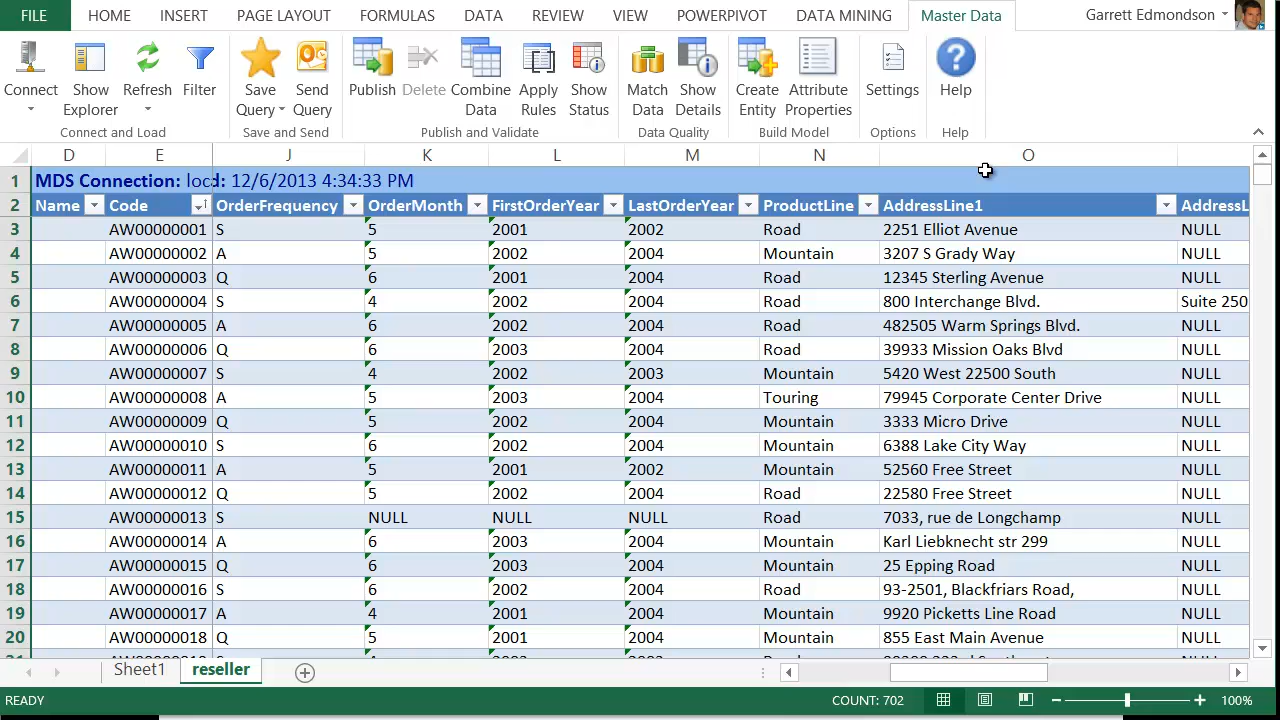 FILE HOME INSERT PAGE LAYOUT FORMULAS DATA REVIEW VIEW POWERPIVOT DATA MINING Master Data Garrett Edmondson
Connect Show Explorer Refresh Filter Save Query Send Query Publish Delete Combine Data Apply Rules Show Status Match Data Show Details Create Entity Attribute Properties Settings Help
Connect and Load Save and Send Publish and Validate Data Quality Build Model Options Help
D E J K L M N O
1 MDS Connection: locd: 12/6/2013 4:34:33 PM
2 Name Code OrderFrequency OrderMonth FirstOrderYear LastOrderYear ProductLine AddressLine1 AddressL
3 AW00000001 S 5 2001 2002 Road 2251 Elliot Avenue NULL
4 AW00000002 A 5 2002 2004 Mountain 3207 S Grady Way NULL
5 AW00000003 Q 6 2001 2004 Road 12345 Sterling Avenue NULL
6 AW00000004 S 4 2002 2004 Road 800 Interchange Blvd. Suite 250
7 AW00000005 A 6 2002 2004 Road 482505 Warm Springs Blvd. NULL
8 AW00000006 Q 6 2003 2004 Road 39933 Mission Oaks Blvd NULL
9 AW00000007 S 4 2002 2003 Mountain 5420 West 22500 South NULL
10 AW00000008 A 5 2003 2004 Touring 79945 Corporate Center Drive NULL
11 AW00000009 Q 5 2002 2004 Mountain 3333 Micro Drive NULL
12 AW00000010 S 6 2002 2004 Mountain 6388 Lake City Way NULL
13 AW00000011 A 5 2001 2002 Mountain 52560 Free Street NULL
14 AW00000012 Q 5 2002 2004 Road 22580 Free Street NULL
15 AW00000013 S NULL NULL NULL Road 7033, rue de Longchamp NULL
16 AW00000014 A 6 2003 2004 Mountain Karl Liebknecht str 299 NULL
17 AW00000015 Q 6 2003 2004 Mountain 25 Epping Road NULL
18 AW00000016 S 6 2002 2004 Road 93-2501, Blackfriars Road, NULL
19 AW00000017 A 4 2001 2004 Mountain 9920 Picketts Line Road NULL
20 AW00000018 Q 5 2001 2004 Mountain 855 East Main Avenue NULL
Sheet1 reseller
READY COUNT: 702 100%